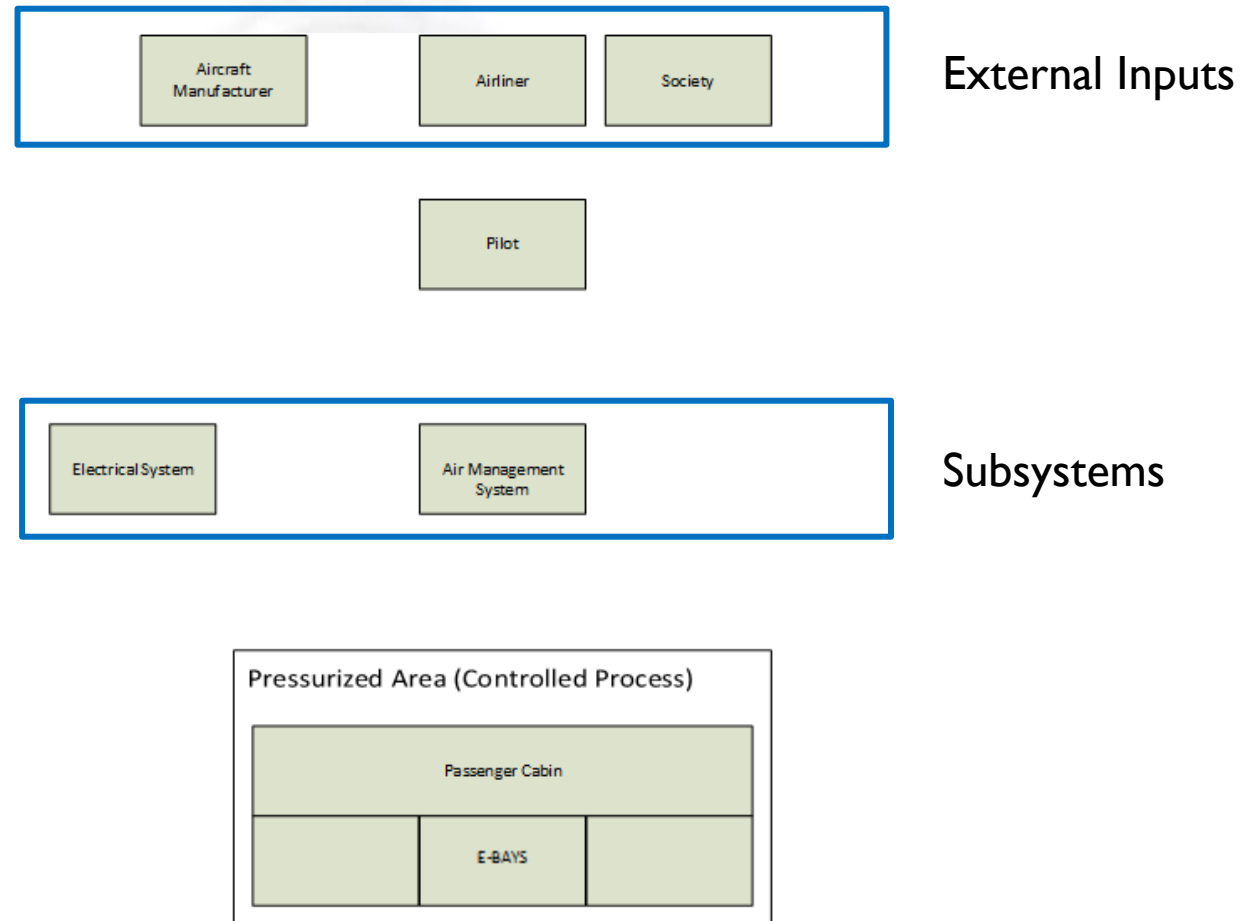 Aircraft
Manufacturer
Airliner
Society
External Inputs
Pilot
Electrical System
Air Management
System
Subsystems
Pressurized Area (Controlled Process)
Passenger Cabin
E-BAYS